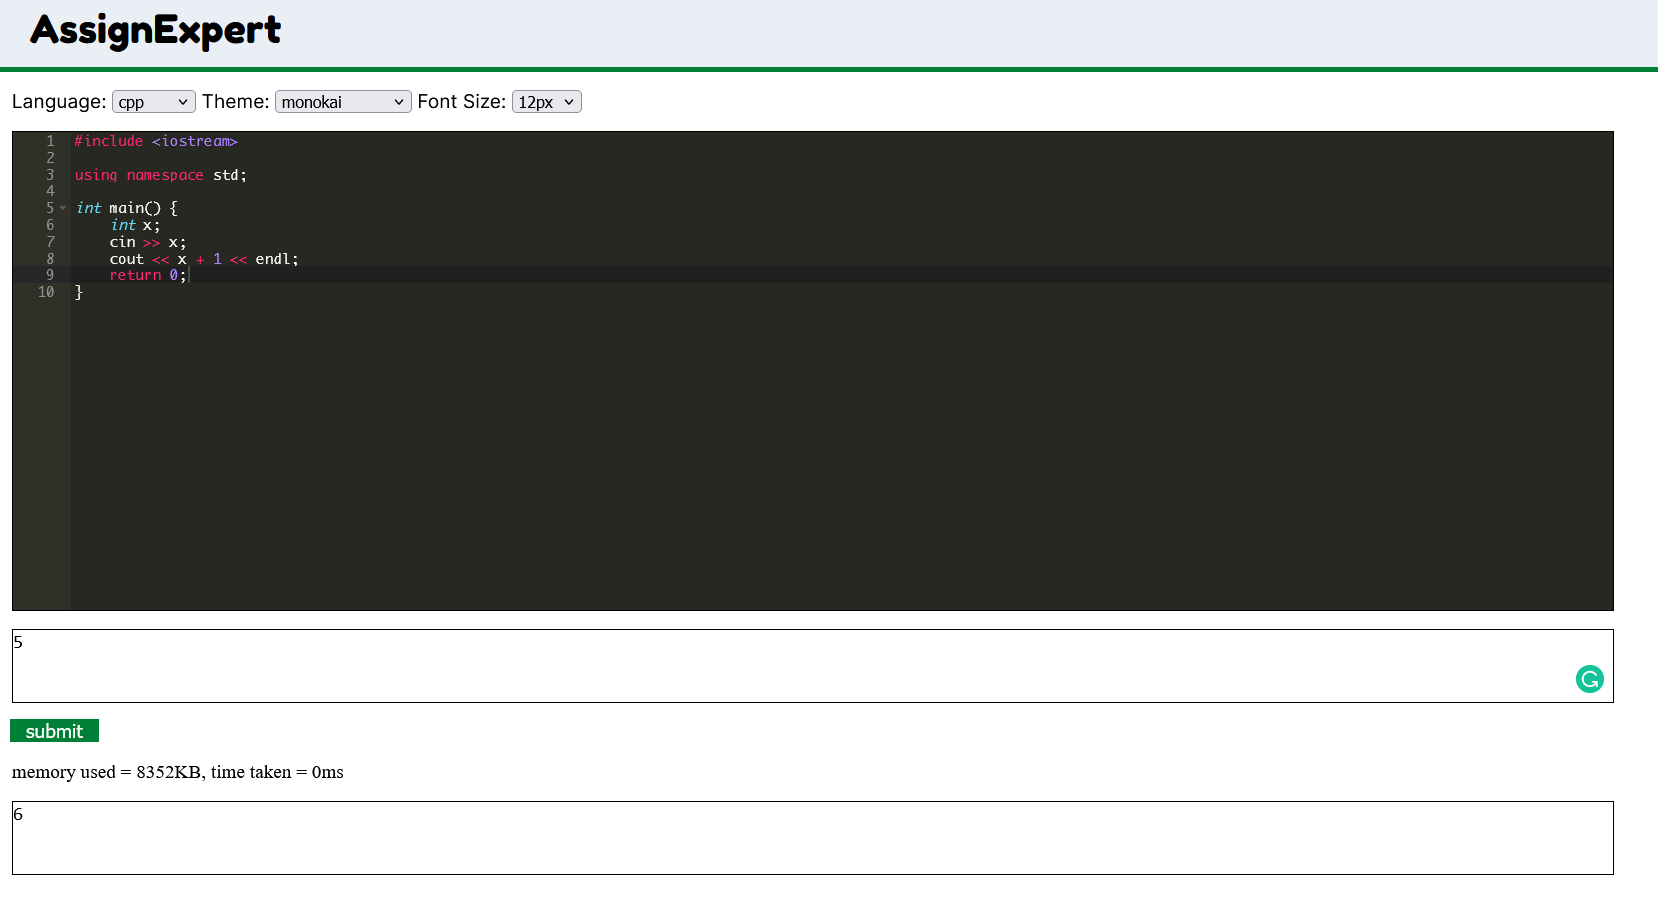 AssignExpert
Language: cpp Theme: monokai Font Size: 12px
1 #include <iostream>
2
3 using namespace std;
4
5 int main() {
6     int x;
7     cin >> x;
8     cout << x + 1 << endl;
9     return 0;
10 }
5
submit
memory used = 8352KB, time taken = 0ms
6